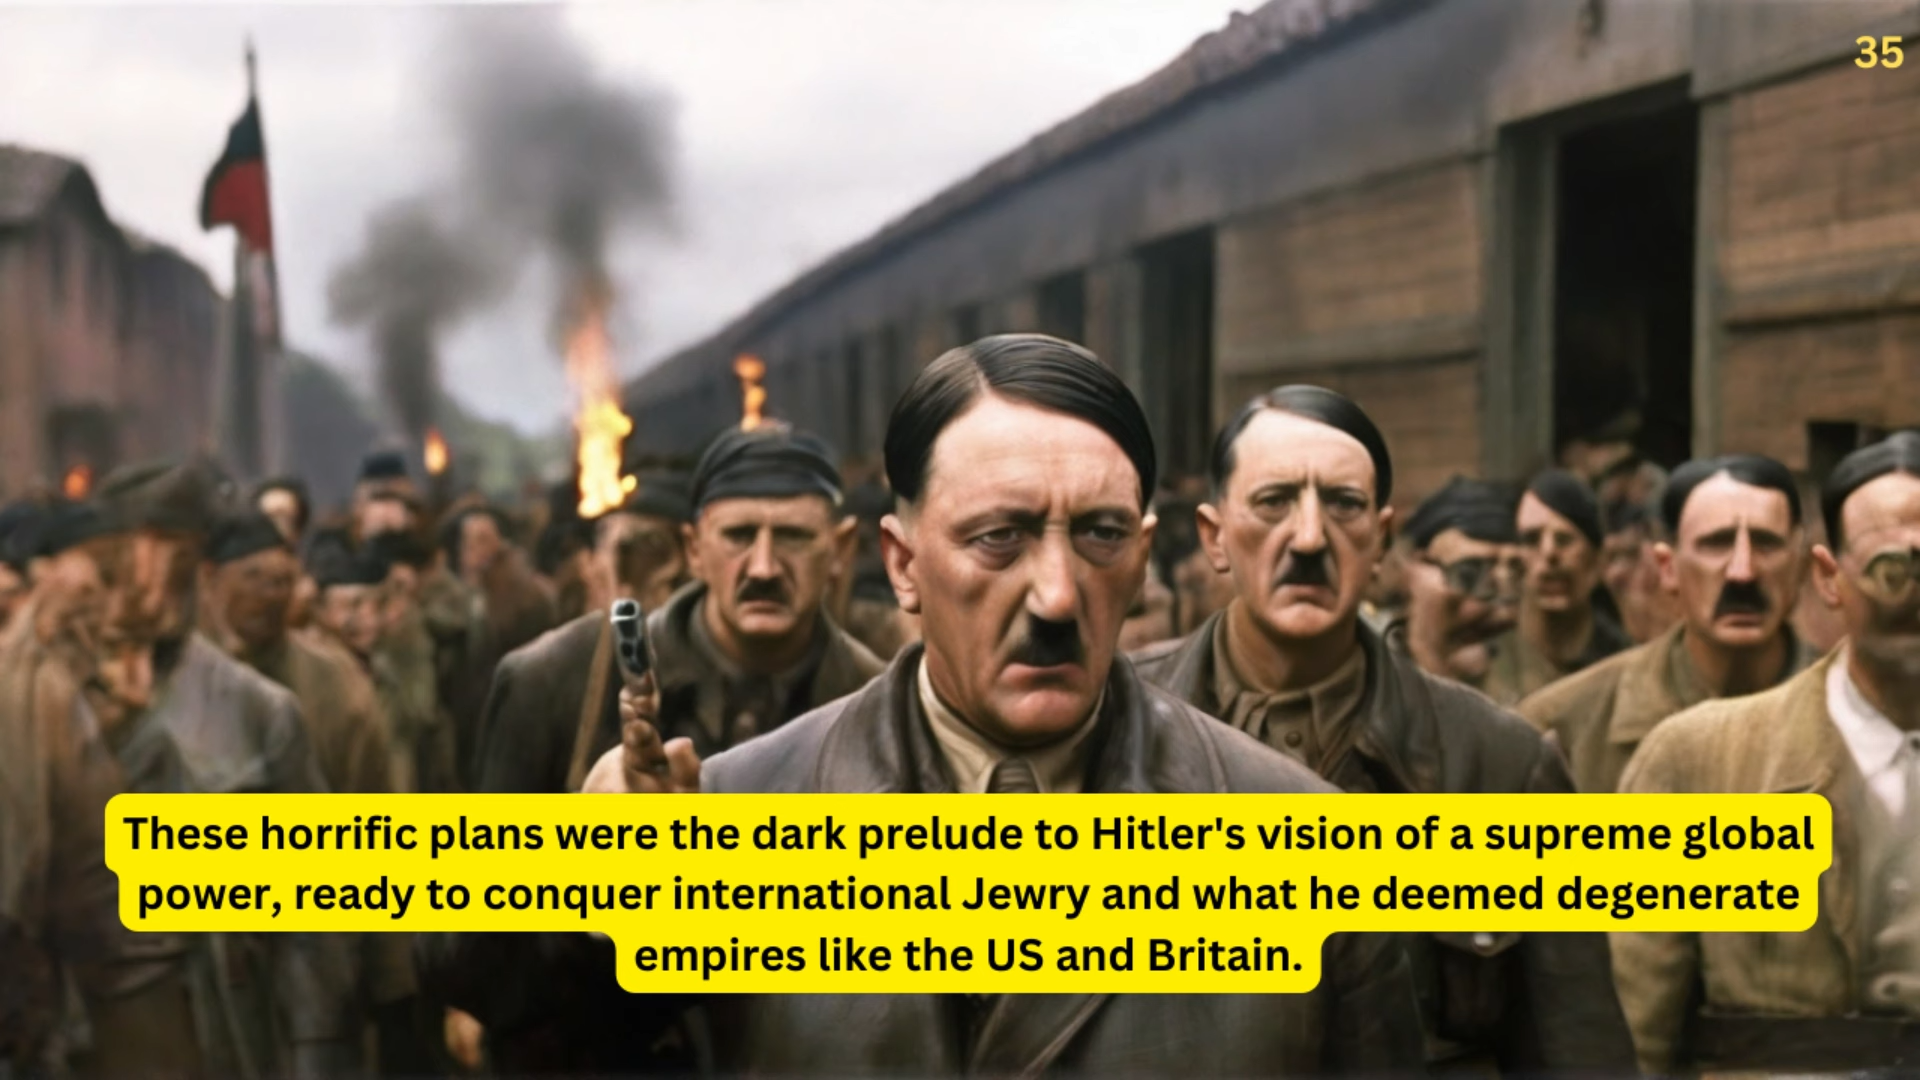 35
These horrific plans were the dark prelude to Hitler's vision of a supreme global
power, ready to conquer international Jewry and what he deemed degenerate
empires like the US and Britain.